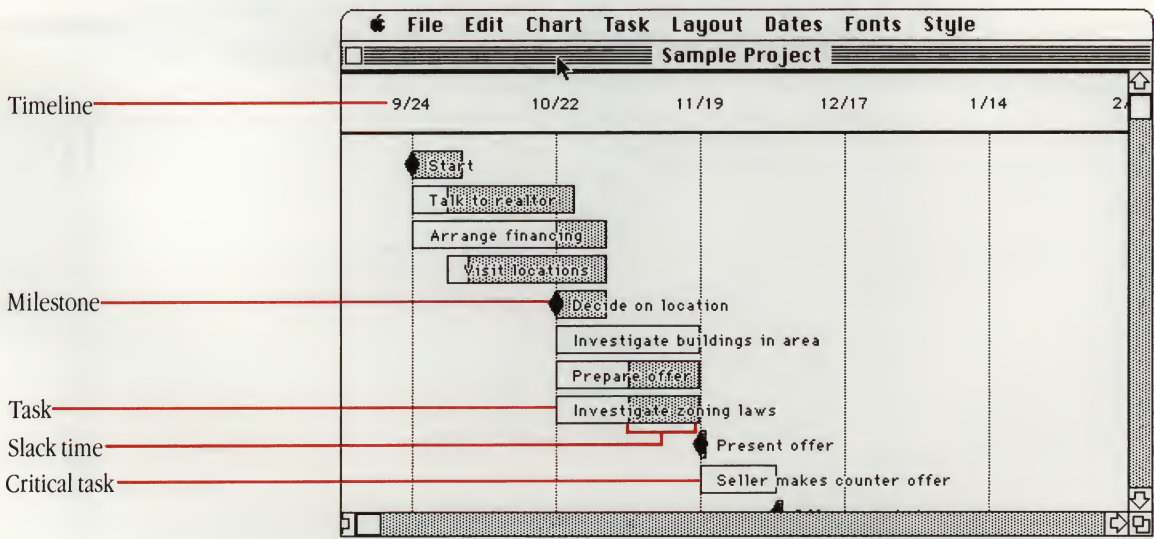 File Edit Chart Task Layout Dates Fonts Style
Sample Project
Timeline
9/24 10/22 11/19 12/17 1/14 2/
Start
Talk to realtor
Arrange financing
Visit locations
Milestone
Decide on location
Investigate buildings in area
Prepare offer
Task
Investigate zoning laws
Slack time
Present offer
Critical task
Seller makes counter offer